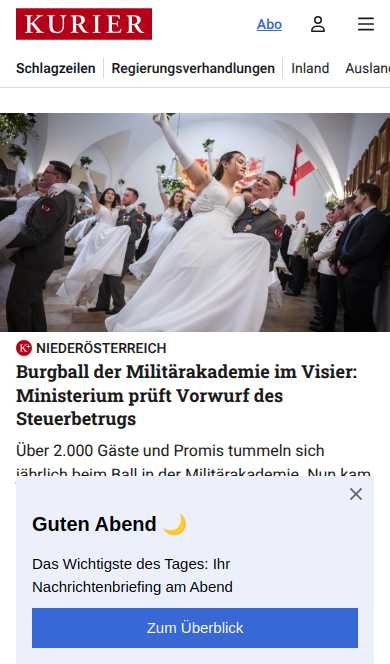 KURIER
Abo
Schlagzeilen
Regierungsverhandlungen
Inland
Auslan
K+ NIEDERÖSTERREICH
Burgball der Militärakademie im Visier:
Ministerium prüft Vorwurf des
Steuerbetrugs
Über 2.000 Gäste und Promis tummeln sich
jährlich beim Ball in der Militärakademie. Nun kam
Guten Abend 🌙
Das Wichtigste des Tages: Ihr
Nachrichtenbriefing am Abend
Zum Überblick